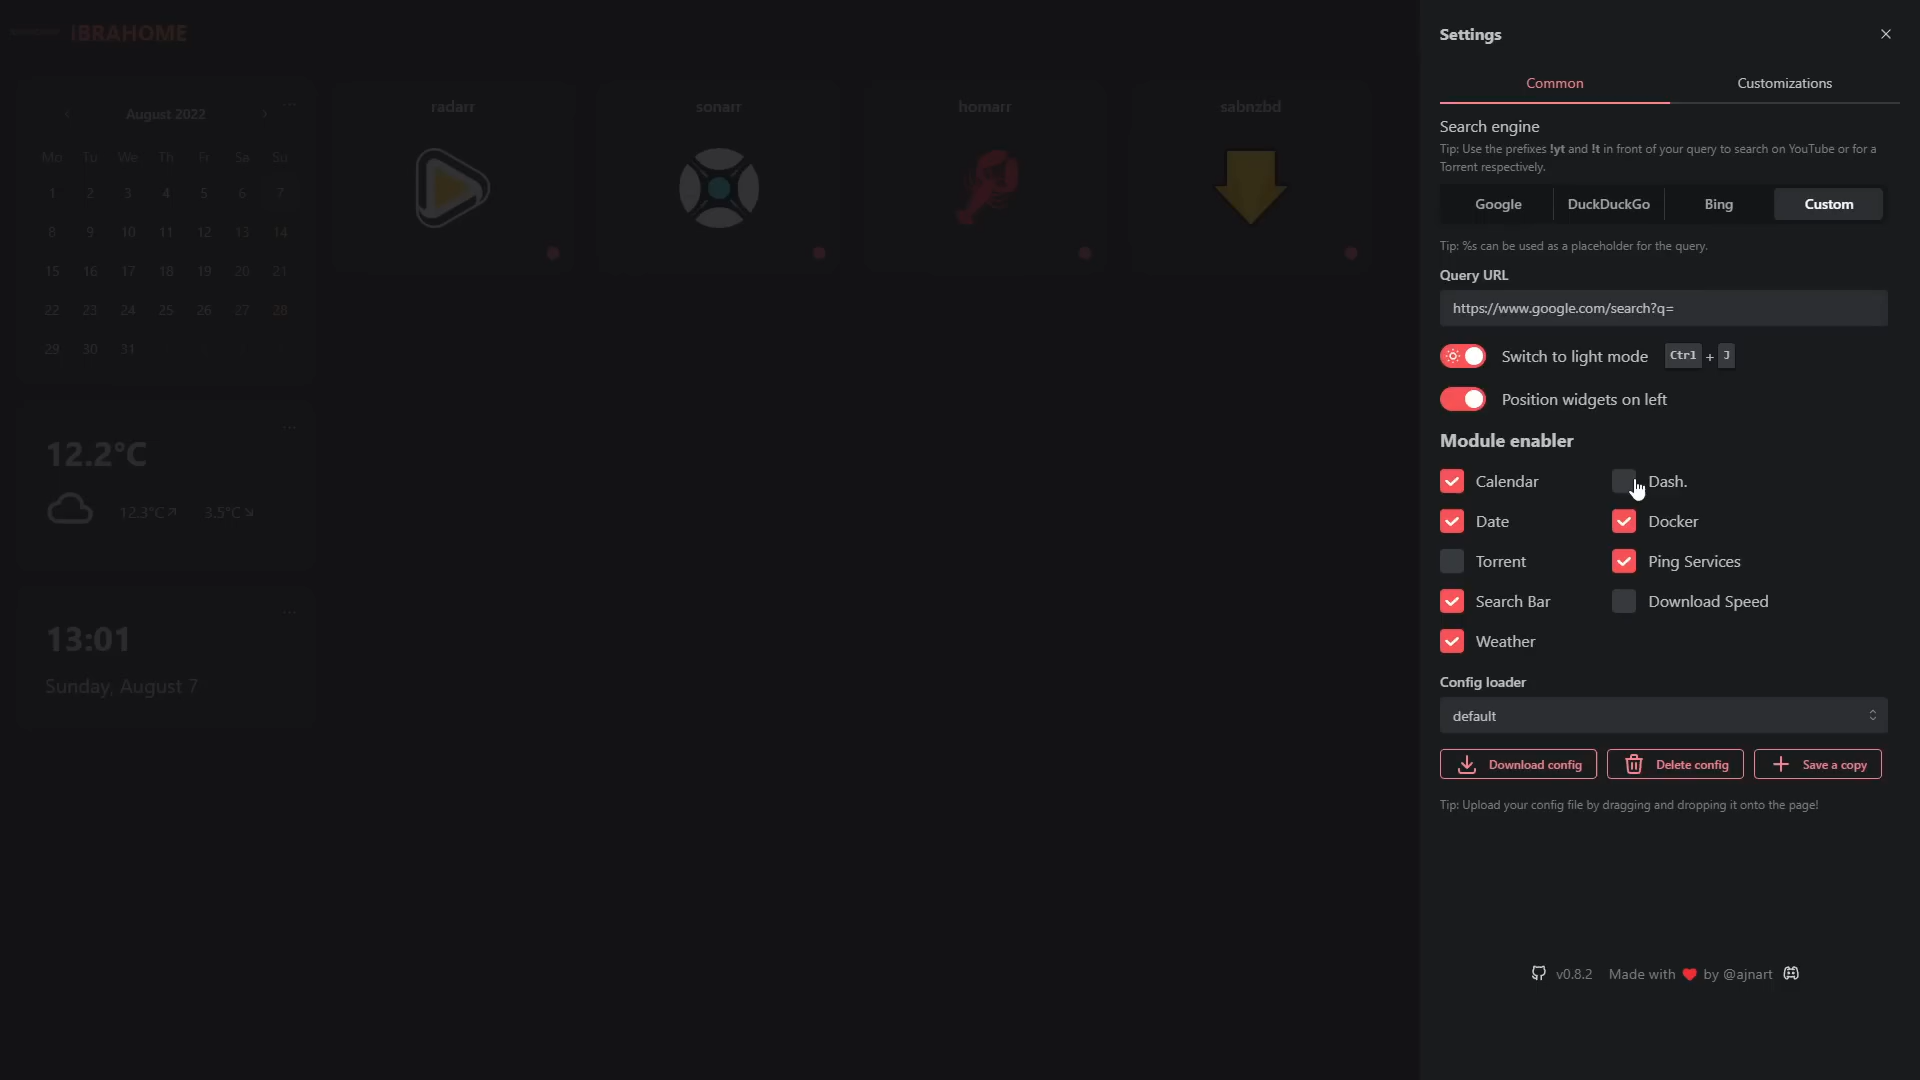 IBRAHOME
August 2022
Mo Tu We Th Fr Sa Su
1 2 3 4 5 6 7
8 9 10 11 12 13 14
15 16 17 18 19 20 21
22 23 24 25 26 27 28
29 30 31
radarr
sonarr
homarr
sabnzbd
12.2°C
12.3°C 3.5°C
13:01
Sunday, August 7
Settings
Common Customizations
Search engine
Tip: Use the prefixes !yt and !t in front of your query to search on YouTube or for a
Torrent respectively.
Google DuckDuckGo Bing Custom
Tip: %s can be used as a placeholder for the query.
Query URL
https://www.google.com/search?q=
Switch to light mode Ctrl + J
Position widgets on left
Module enabler
Calendar Dash.
Date Docker
Torrent Ping Services
Search Bar Download Speed
Weather
Config loader
default
Download config Delete config Save a copy
Tip: Upload your config file by dragging and dropping it onto the page!
v0.8.2 Made with ❤ by @ajnart